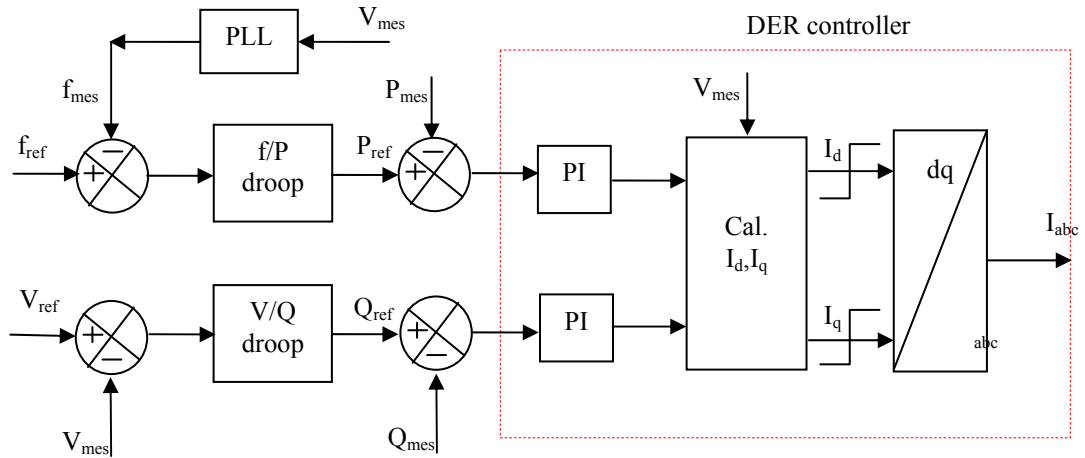 V_mes
PLL
DER controller
f_mes
P_mes
V_mes
f_ref
−
+
f/P
droop
P_ref
−
+
PI
I_d
dq
Cal.
I_d,I_q
I_abc
V_ref
+
−
V/Q
droop
Q_ref
+
−
PI
I_q
abc
V_mes
Q_mes